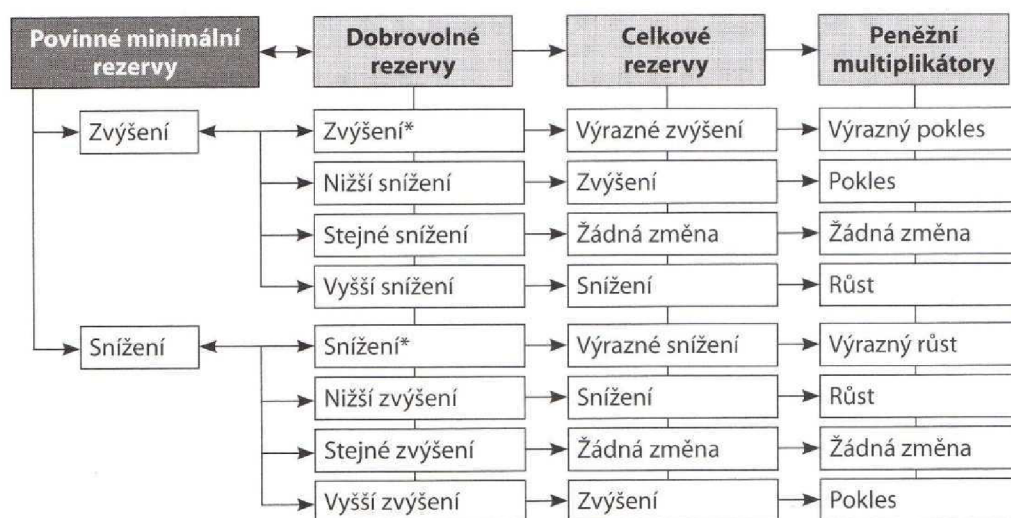 Povinné minimální
rezervy
Dobrovolné
rezervy
Celkové
rezervy
Peněžní
multiplikátory
Zvýšení
Zvýšení*
Výrazné zvýšení
Výrazný pokles
Nižší snížení
Zvýšení
Pokles
Stejné snížení
Žádná změna
Žádná změna
Vyšší snížení
Snížení
Růst
Snížení
Snížení*
Výrazné snížení
Výrazný růst
Nižší zvýšení
Snížení
Růst
Stejné zvýšení
Žádná změna
Žádná změna
Vyšší zvýšení
Zvýšení
Pokles